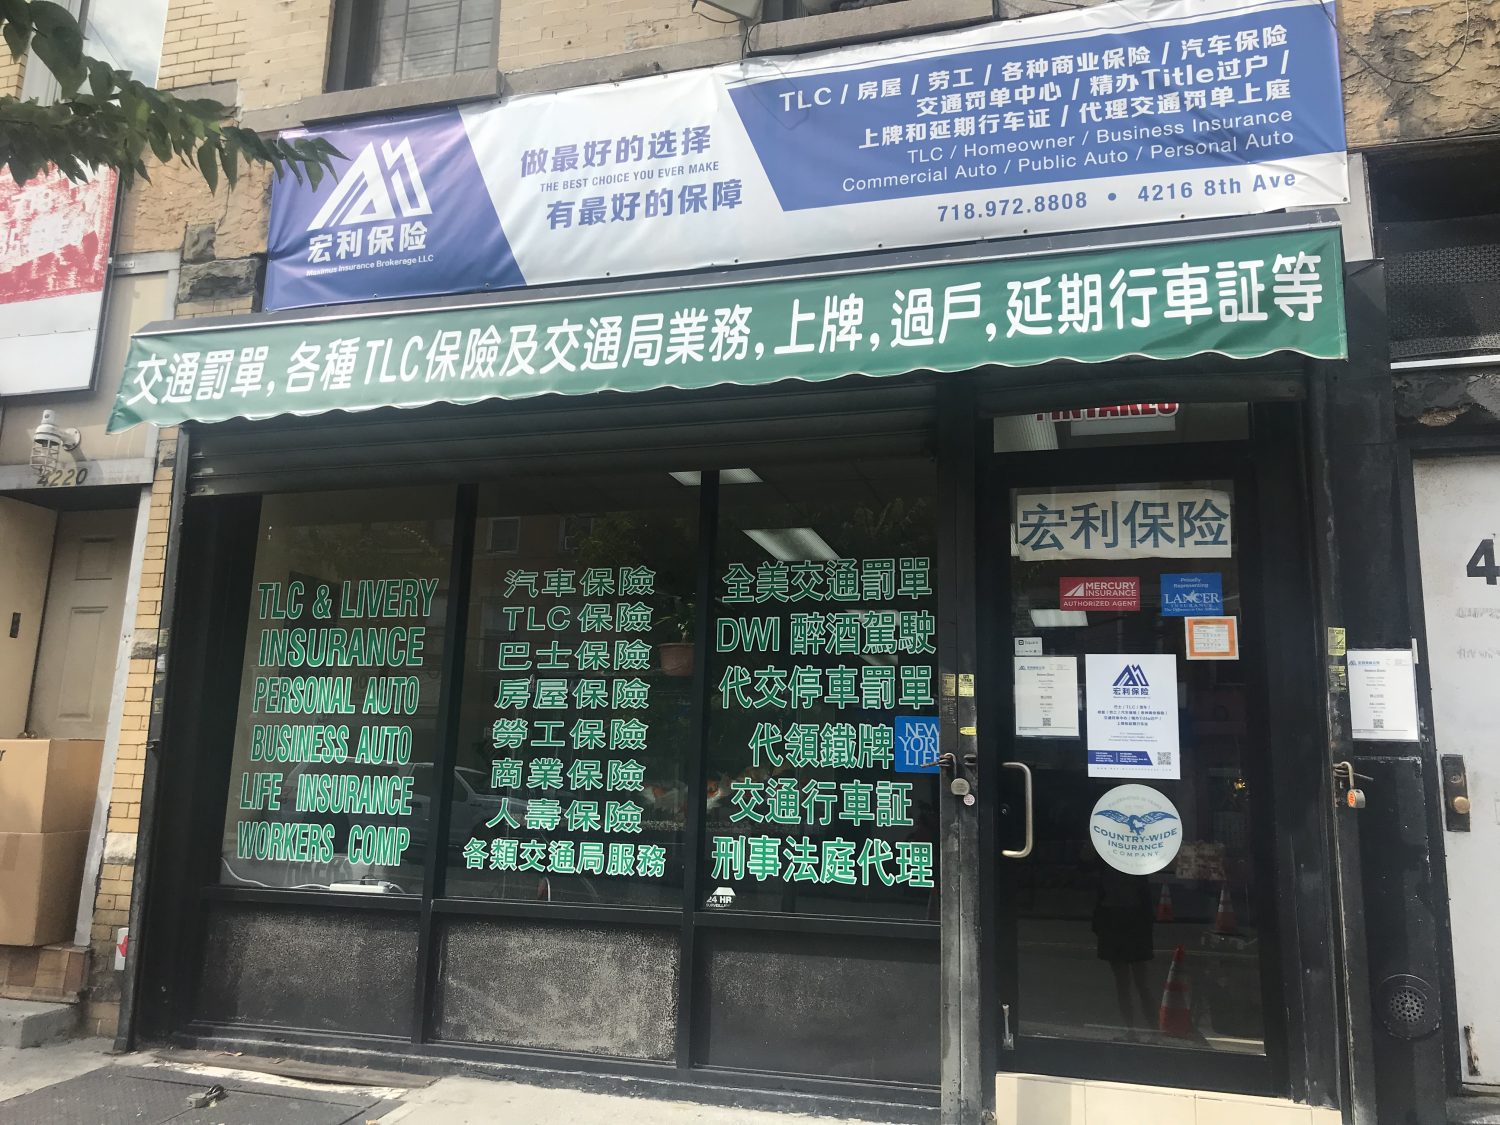 宏利保险
Maximus Insurance Brokerage LLC
做最好的选择
THE BEST CHOICE YOU EVER MAKE
有最好的保障
TLC / 房屋 / 劳工 / 各种商业保险 / 汽车保险
交通罚单中心 / 精办Title过户 /
上牌和延期行车证 / 代理交通罚单上庭
TLC / Homeowner / Business Insurance
Commercial Auto / Public Auto / Personal Auto
718.972.8808 • 4216 8th Ave
交通罰單, 各種TLC保險及交通局業務, 上牌, 過戶, 延期行車証等
4220
TLC & LIVERY
INSURANCE
PERSONAL AUTO
BUSINESS AUTO
LIFE INSURANCE
WORKERS COMP
汽車保險
TLC保險
巴士保險
房屋保險
勞工保險
商業保險
人壽保險
各類交通局服務
全美交通罰單
DWI 醉酒駕駛
代交停車罰單
代領鐵牌
交通行車証
刑事法庭代理
NEW
YORK
LIFE
24 HR
宏利保险
MERCURY
INSURANCE
AUTHORIZED AGENT
Proudly
Representing
LANCER
INSURANCE
宏利保险
COUNTRY-WIDE
INSURANCE
COMPANY
4